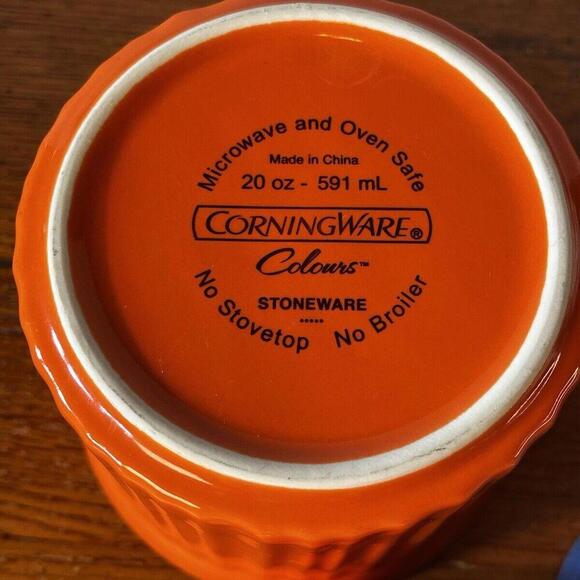 Microwave and Oven Safe
Made in China
20 oz - 591 mL
CORNINGWARE®
Colours™
STONEWARE
No Stovetop No Broiler